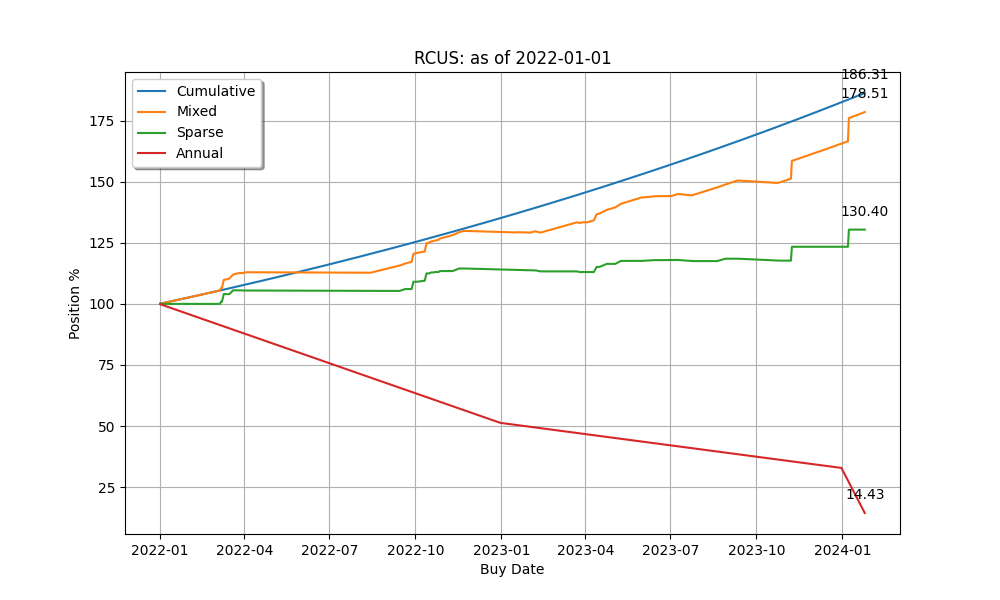 RCUS: as of 2022-01-01
Cumulative
Mixed
Sparse
Annual
186.31
178.51
130.40
14.43
Position %
175
150
125
100
75
50
25
2022-01
2022-04
2022-07
2022-10
2023-01
2023-04
2023-07
2023-10
2024-01
Buy Date